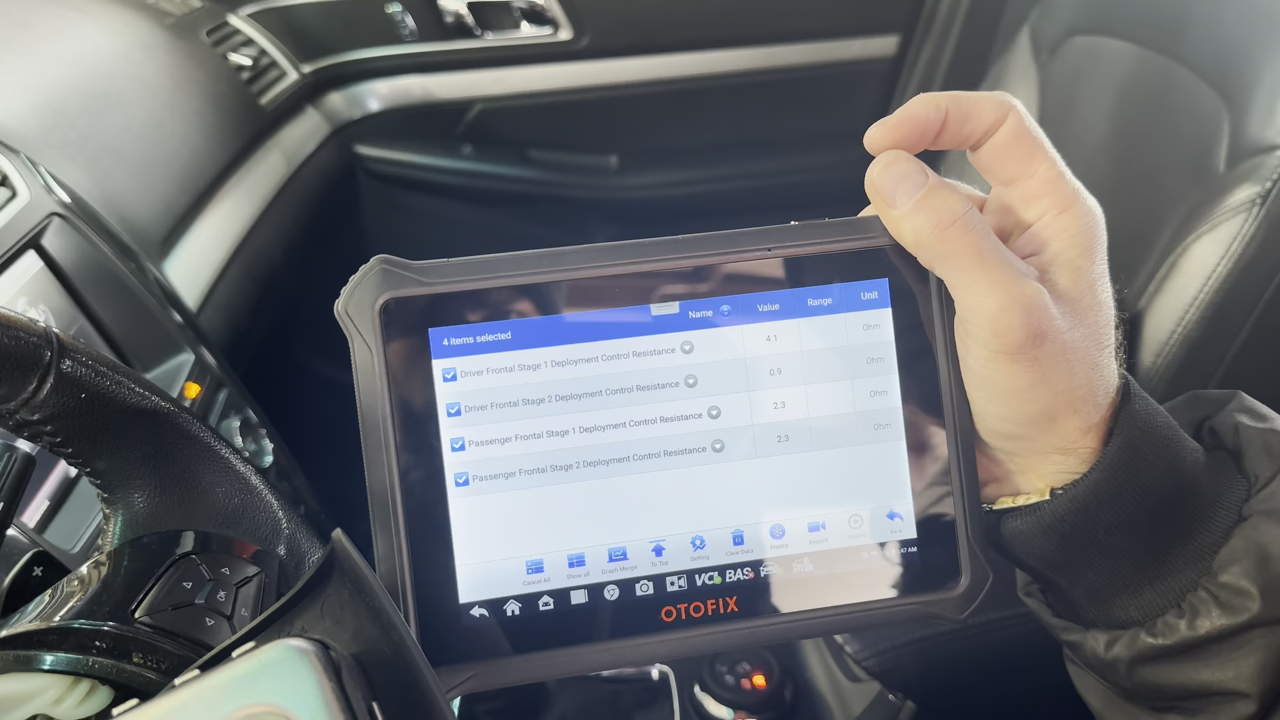 4 items selected Name Value Range Unit
Driver Frontal Stage 1 Deployment Control Resistance 4.1 Ohm
Driver Frontal Stage 2 Deployment Control Resistance 0.9 Ohm
Passenger Frontal Stage 1 Deployment Control Resistance 2.3 Ohm
Passenger Frontal Stage 2 Deployment Control Resistance 2.3 Ohm
Cancel All Show all Graph Merge To Top Setting Clear Data Freeze Record
VCI BAS
OTOFIX
OK